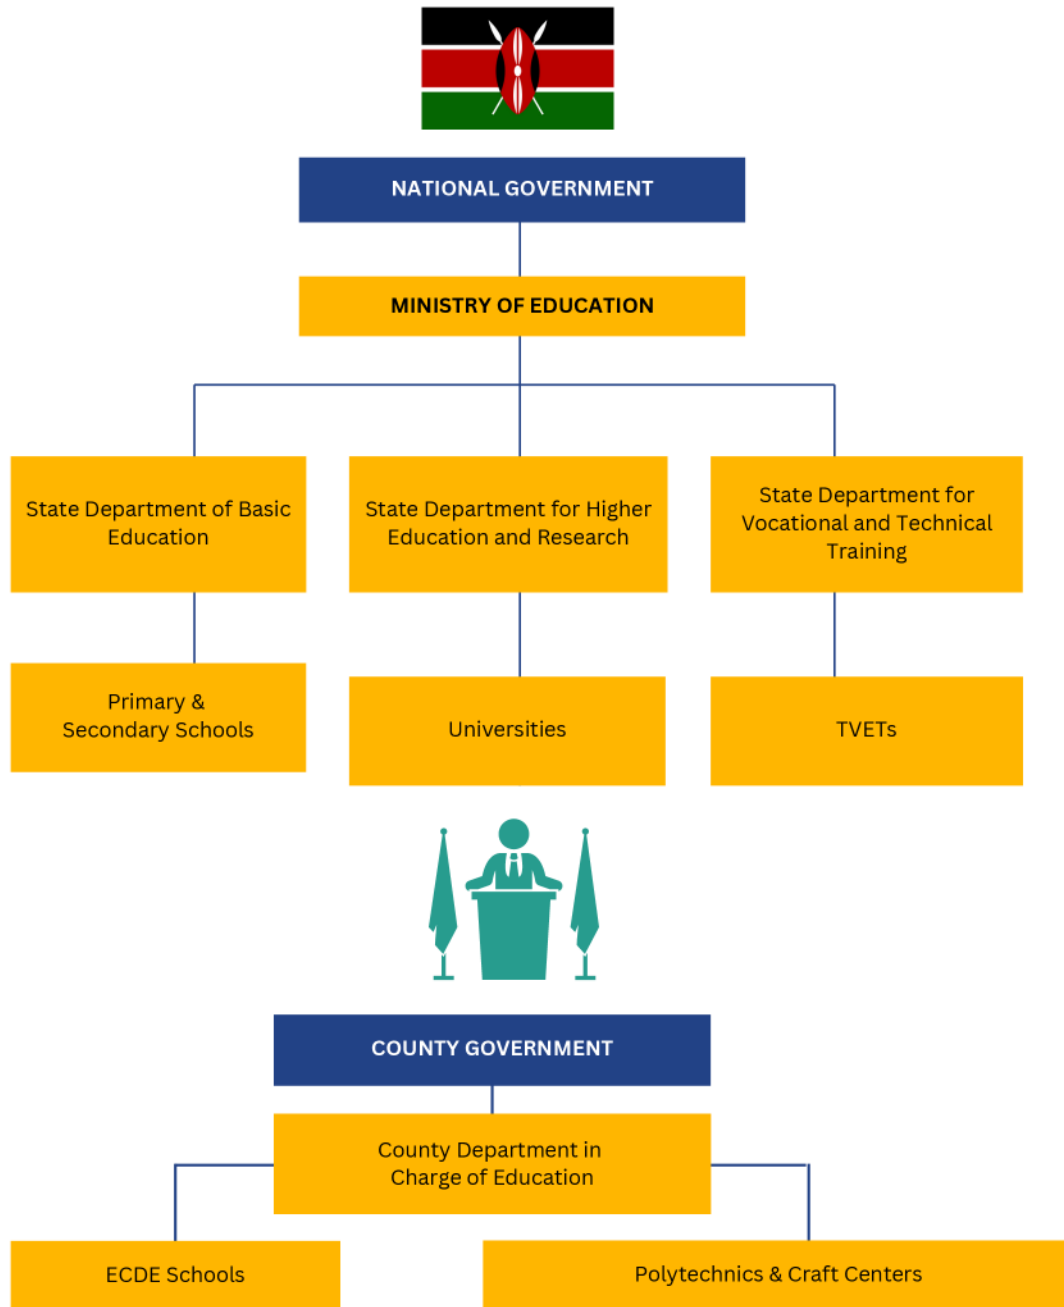 NATIONAL GOVERNMENT
MINISTRY OF EDUCATION
State Department of Basic
Education
State Department for Higher
Education and Research
State Department for
Vocational and Technical
Training
Primary &
Secondary Schools
Universities
TVETs
COUNTY GOVERNMENT
County Department in
Charge of Education
ECDE Schools
Polytechnics & Craft Centers